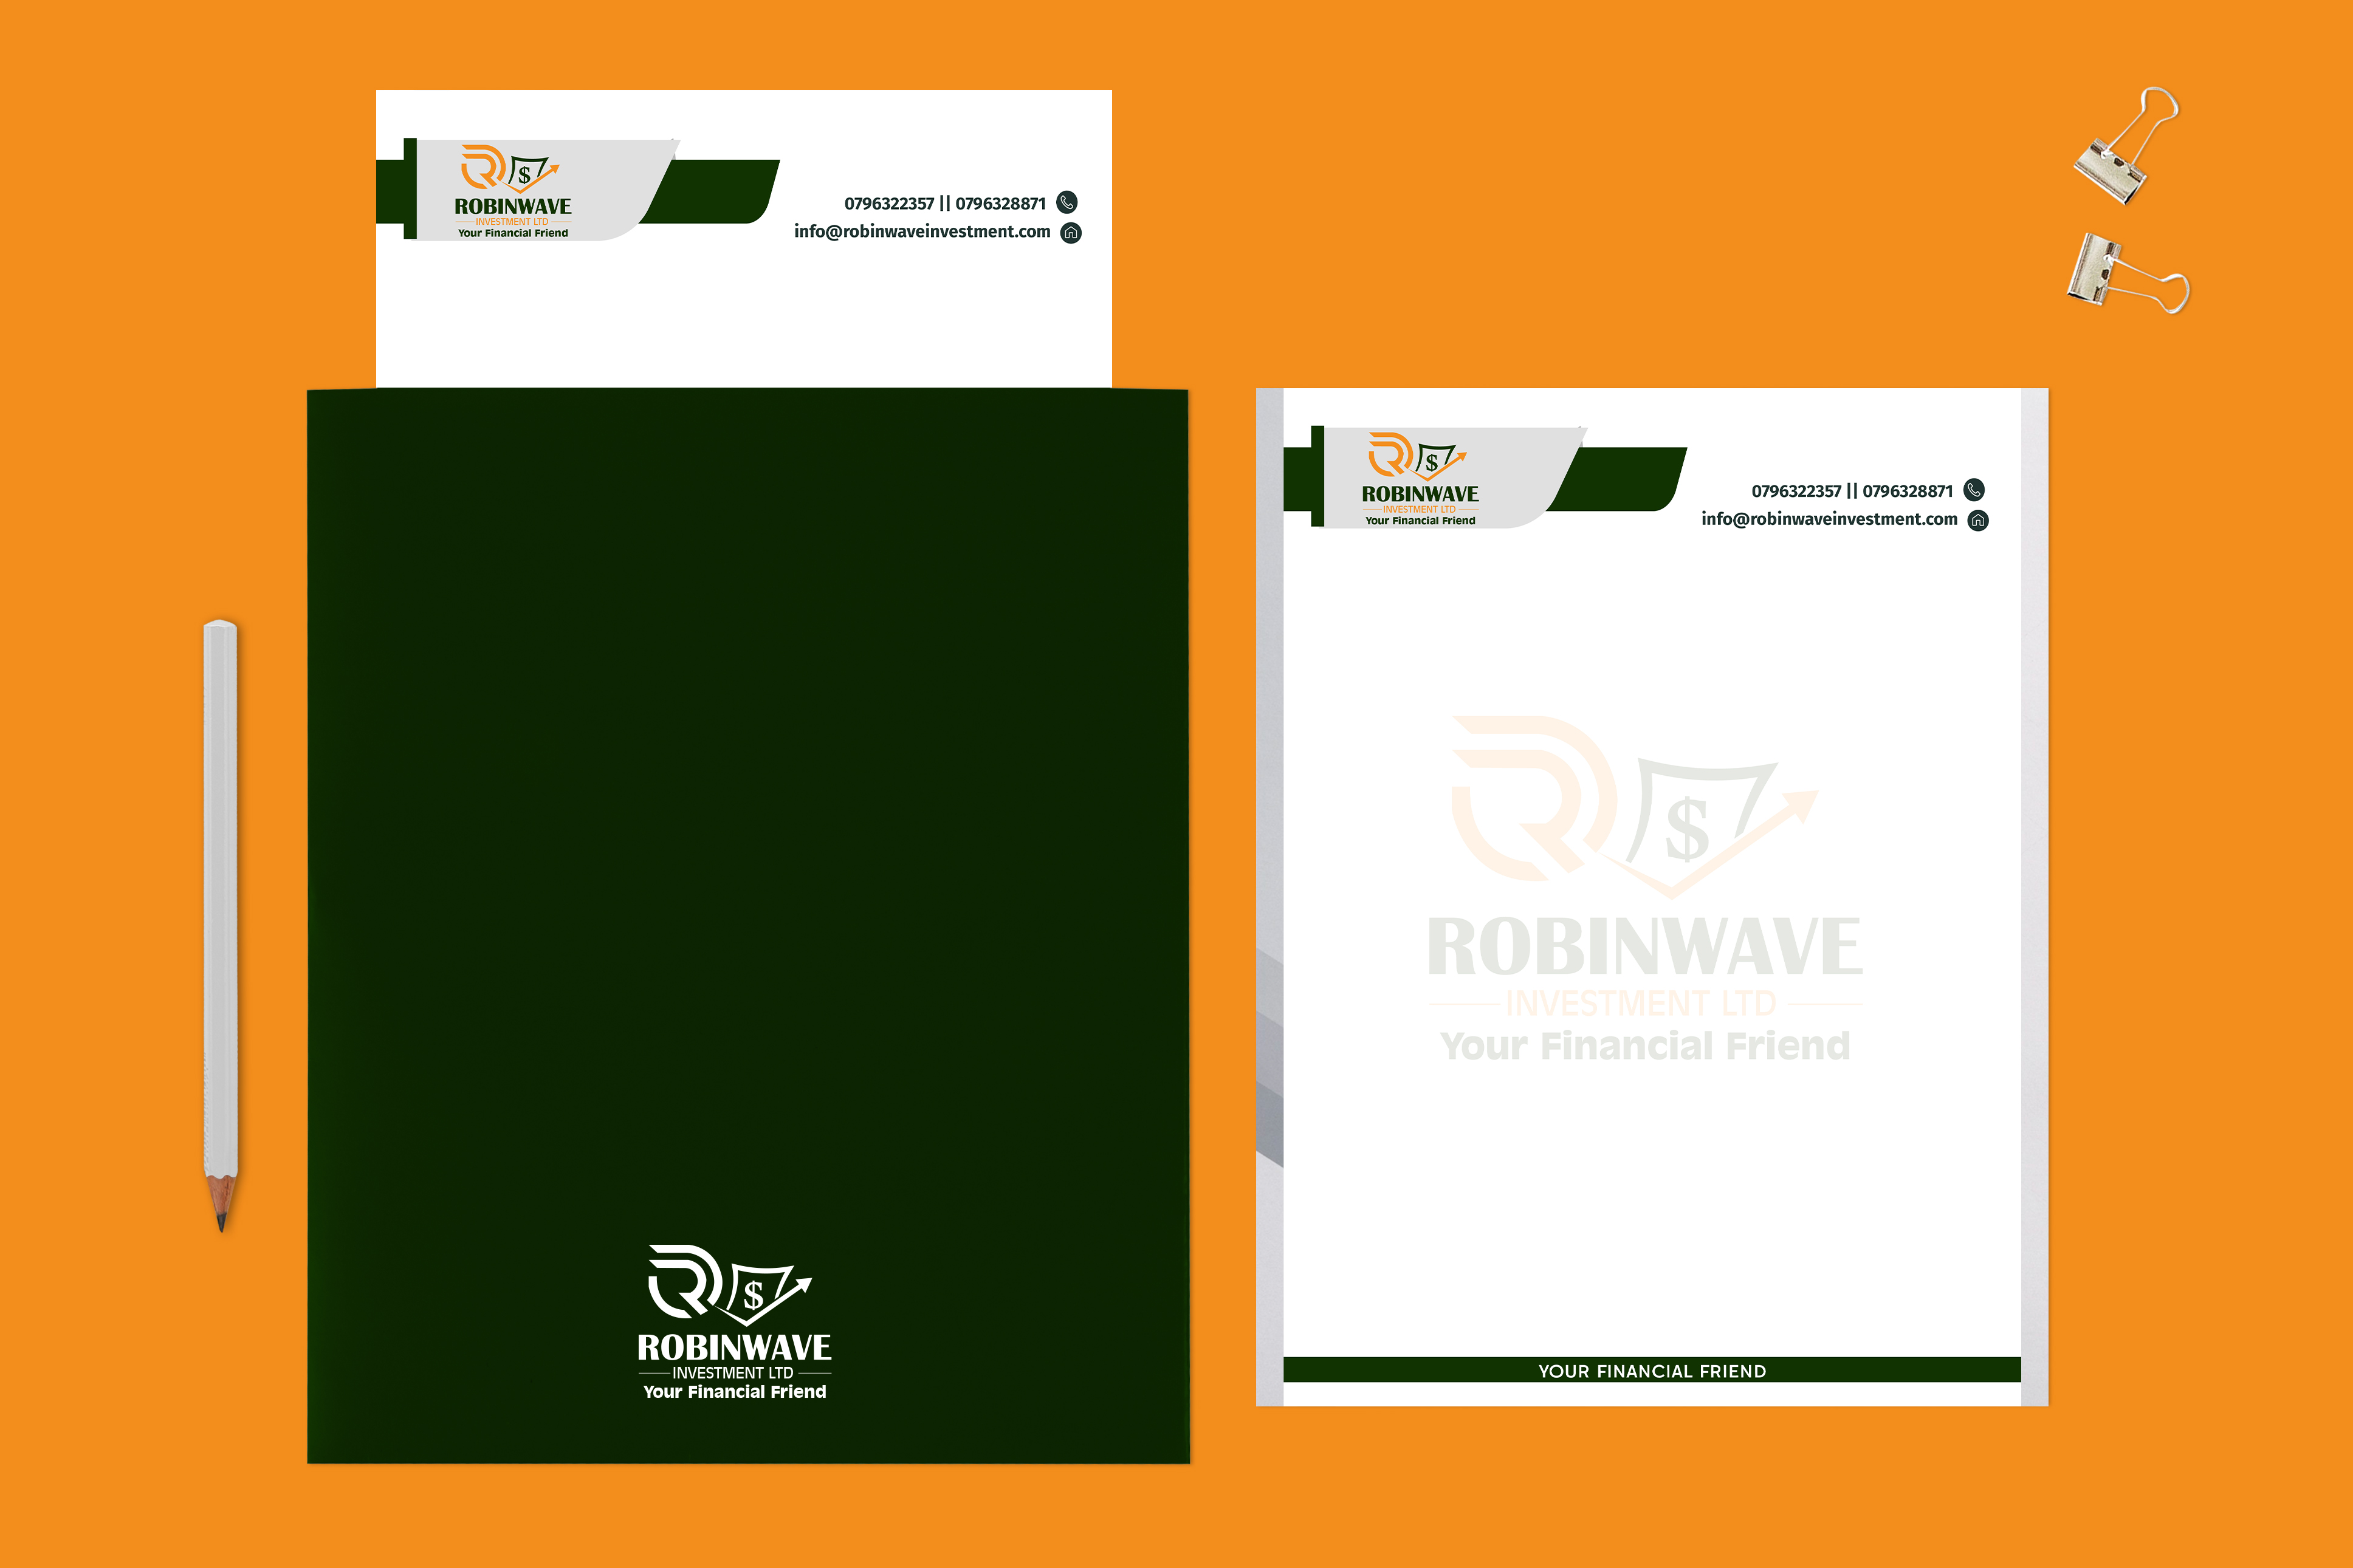 $
ROBINWAVE
INVESTMENT LTD
Your Financial Friend
0796322357 || 0796328871
info@robinwaveinvestment.com
$
ROBINWAVE
INVESTMENT LTD
Your Financial Friend
$
ROBINWAVE
INVESTMENT LTD
Your Financial Friend
0796322357 || 0796328871
info@robinwaveinvestment.com
$
ROBINWAVE
INVESTMENT LTD
Your Financial Friend
YOUR FINANCIAL FRIEND